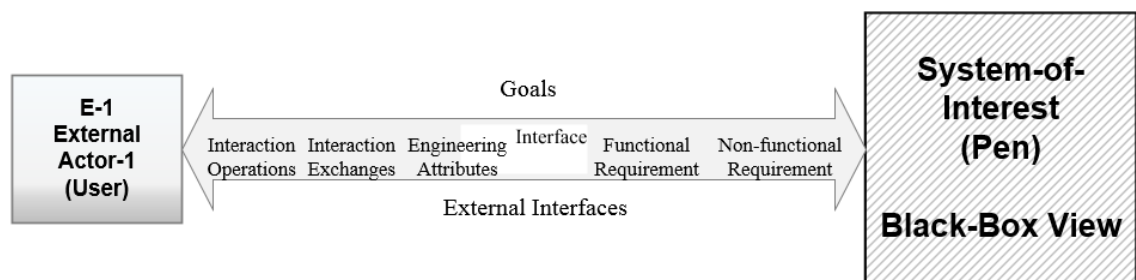 E-1
External
Actor-1
(User)
Goals
Interaction
Operations
Interaction
Exchanges
Engineering
Attributes
Interface
Functional
Requirement
Non-functional
Requirement
External Interfaces
System-of-
Interest
(Pen)
Black-Box View